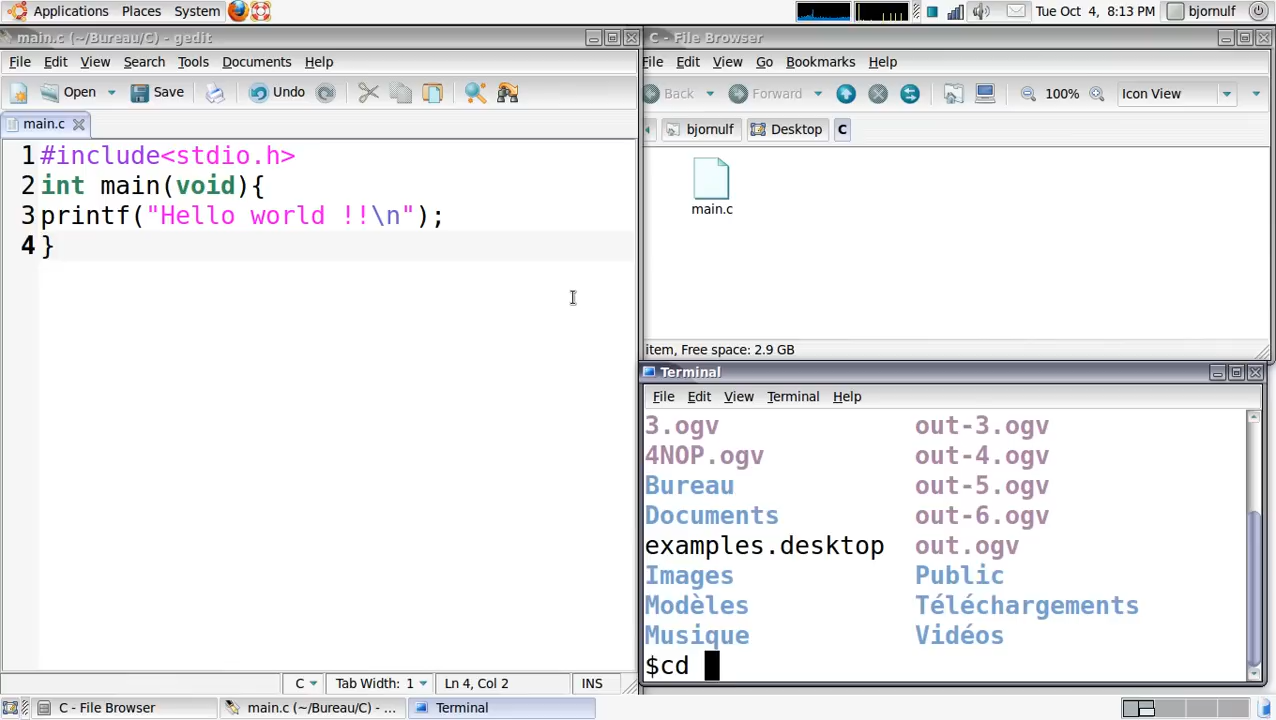 Applications Places System Tue Oct 4, 8:13 PM bjornulf
main.c (~/Bureau/C) - gedit
File Edit View Search Tools Documents Help
Open Save Undo
main.c
1 #include<stdio.h>
2 int main(void){
3 printf("Hello world !!\n");
4 }
C Tab Width: 1 Ln 4, Col 2 INS
C - File Browser
File Edit View Go Bookmarks Help
Back Forward 100% Icon View
bjornulf Desktop C
main.c
item, Free space: 2.9 GB
Terminal
File Edit View Terminal Help
3.ogv out-3.ogv
4NOP.ogv out-4.ogv
Bureau out-5.ogv
Documents out-6.ogv
examples.desktop out.ogv
Images Public
Modèles Téléchargements
Musique Vidéos
$cd
C - File Browser main.c (~/Bureau/C) - ... Terminal